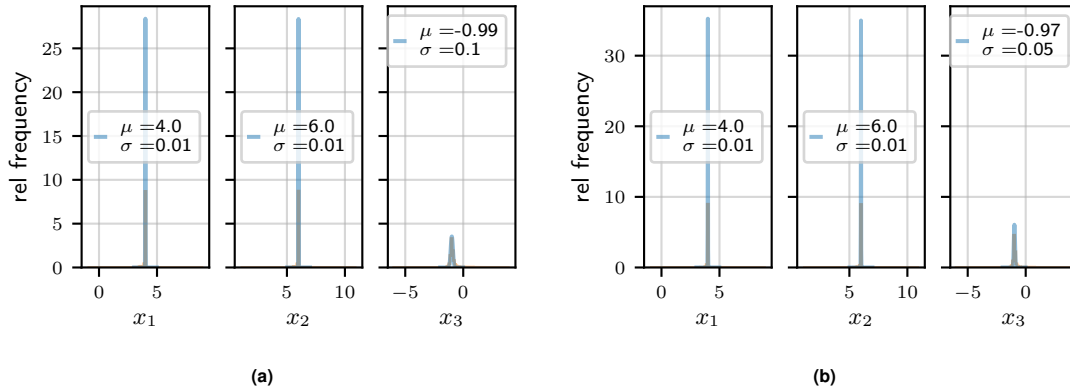 rel frequency
25
20
15
10
5
0
μ =4.0
σ =0.01
0 5
x1
μ =6.0
σ =0.01
5 10
x2
μ =-0.99
σ =0.1
−5 0
x3
(a)
rel frequency
30
20
10
0
μ =4.0
σ =0.01
0 5
x1
μ =6.0
σ =0.01
5 10
x2
μ =-0.97
σ =0.05
−5 0
x3
(b)